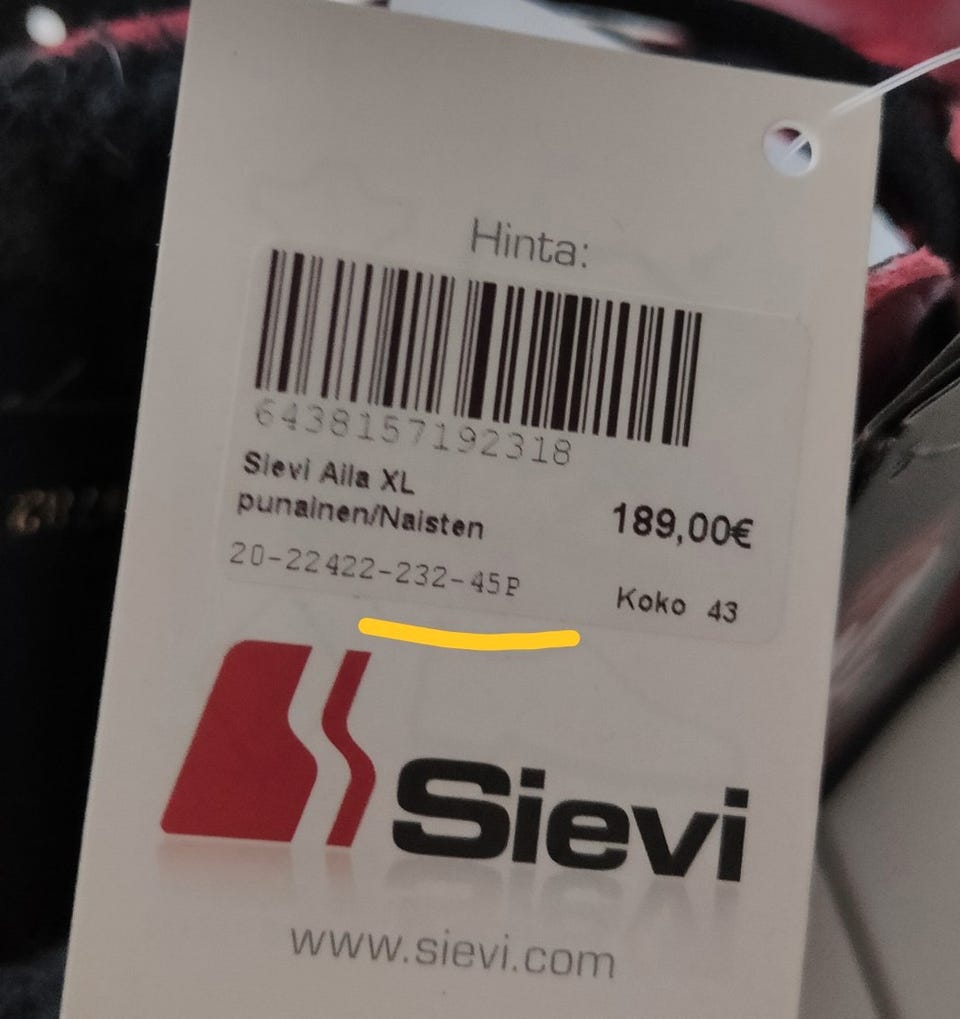 Hinta:
6438157192318
Sievi Aila XL
punainen/Naisten
189,00€
20-22422-232-45P
Koko 43
Sievi
www.sievi.com